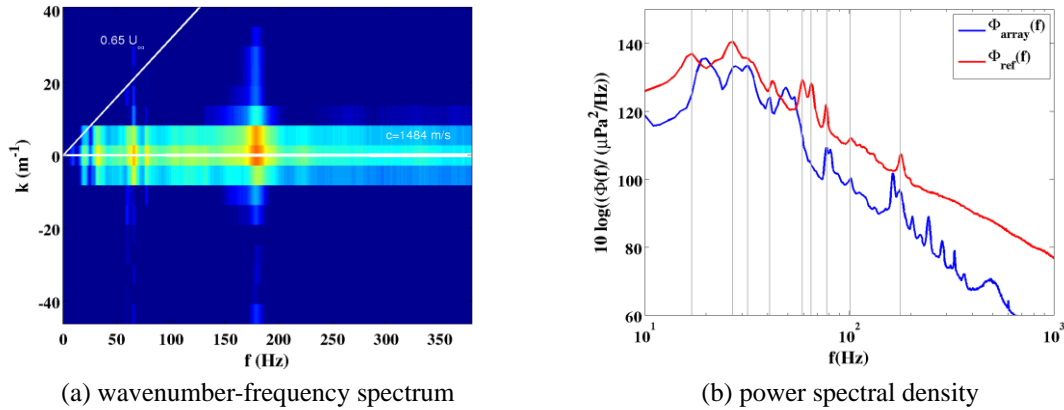 40
20
0
-20
-40
k (m⁻¹)
0.65 U∞
c=1484 m/s
0 50 100 150 200 250 300 350
f (Hz)
(a) wavenumber-frequency spectrum
140
120
100
80
60
10 log((Φ(f)/ (μPa²/Hz))
Φarray(f)
Φref(f)
10¹ 10² 10³
f(Hz)
(b) power spectral density